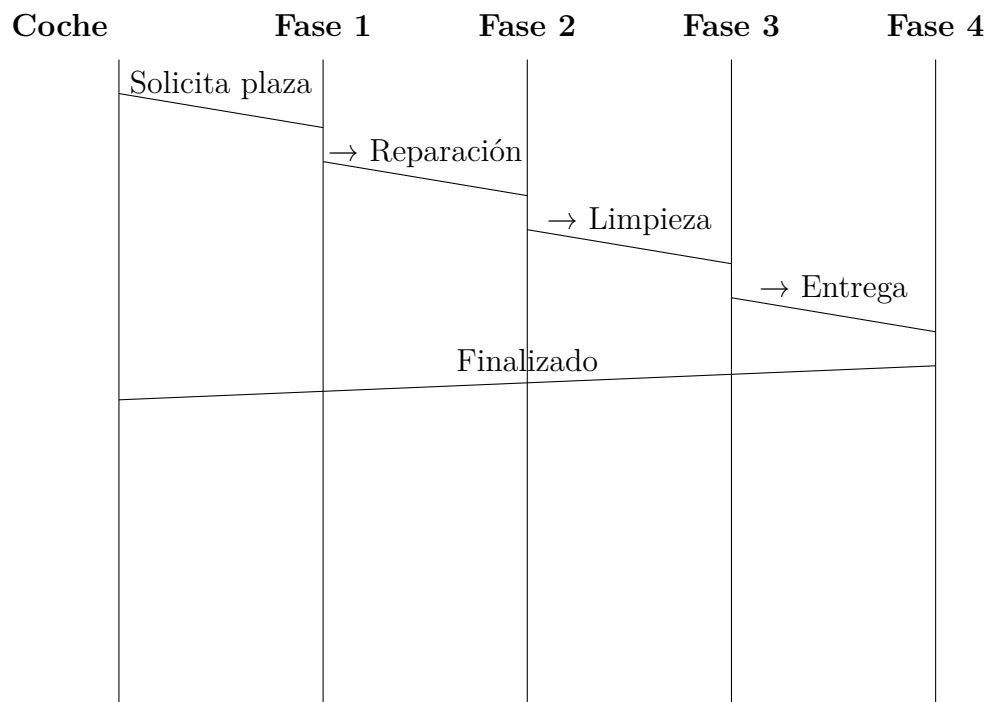 Coche Fase 1 Fase 2 Fase 3 Fase 4
Solicita plaza
→ Reparación
→ Limpieza
→ Entrega
Finalizado